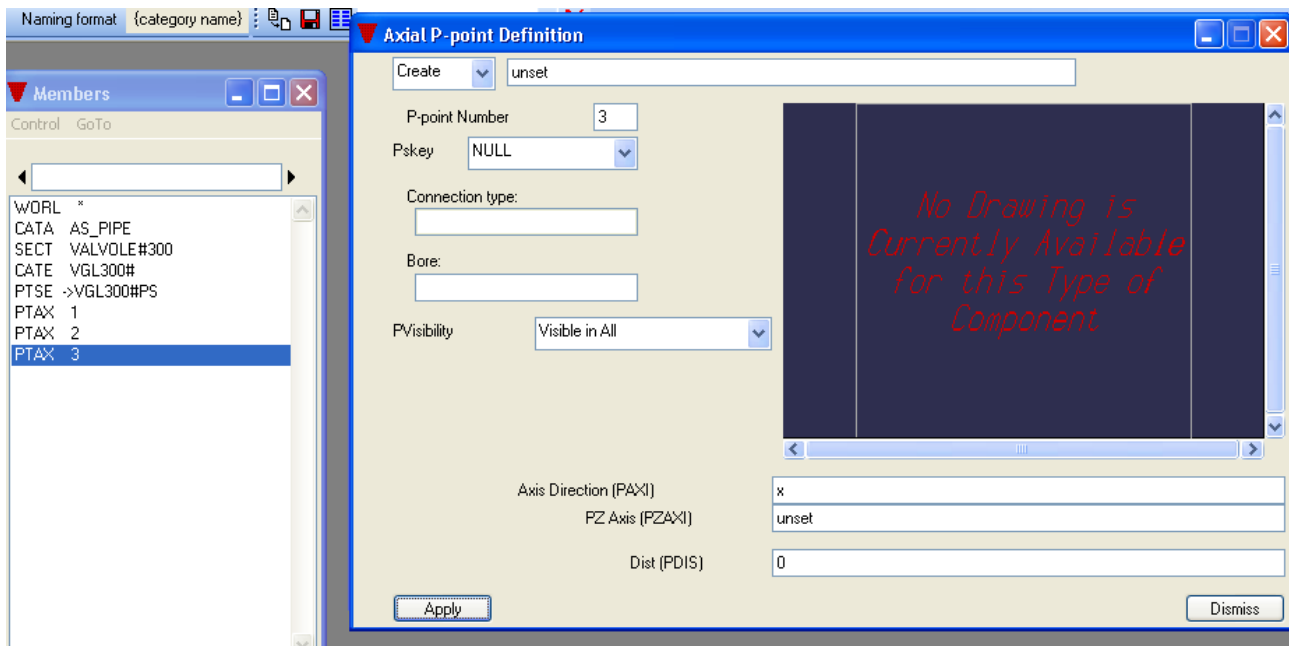 Naming format {category name}
Axial P-point Definition
Create unset
Members
Control GoTo
P-point Number 3
Pskey NULL
Connection type:
Bore:
PVisibility Visible in All
WORL *
CATA AS_PIPE
SECT VALVOLE#300
CATE VGL300#
PTSE ->VGL300#PS
PTAX 1
PTAX 2
PTAX 3
No Drawing is
Currently Available
for this Type of
Component
Axis Direction (PAXI) x
PZ Axis (PZAXI) unset
Dist (PDIS) 0
Apply Dismiss